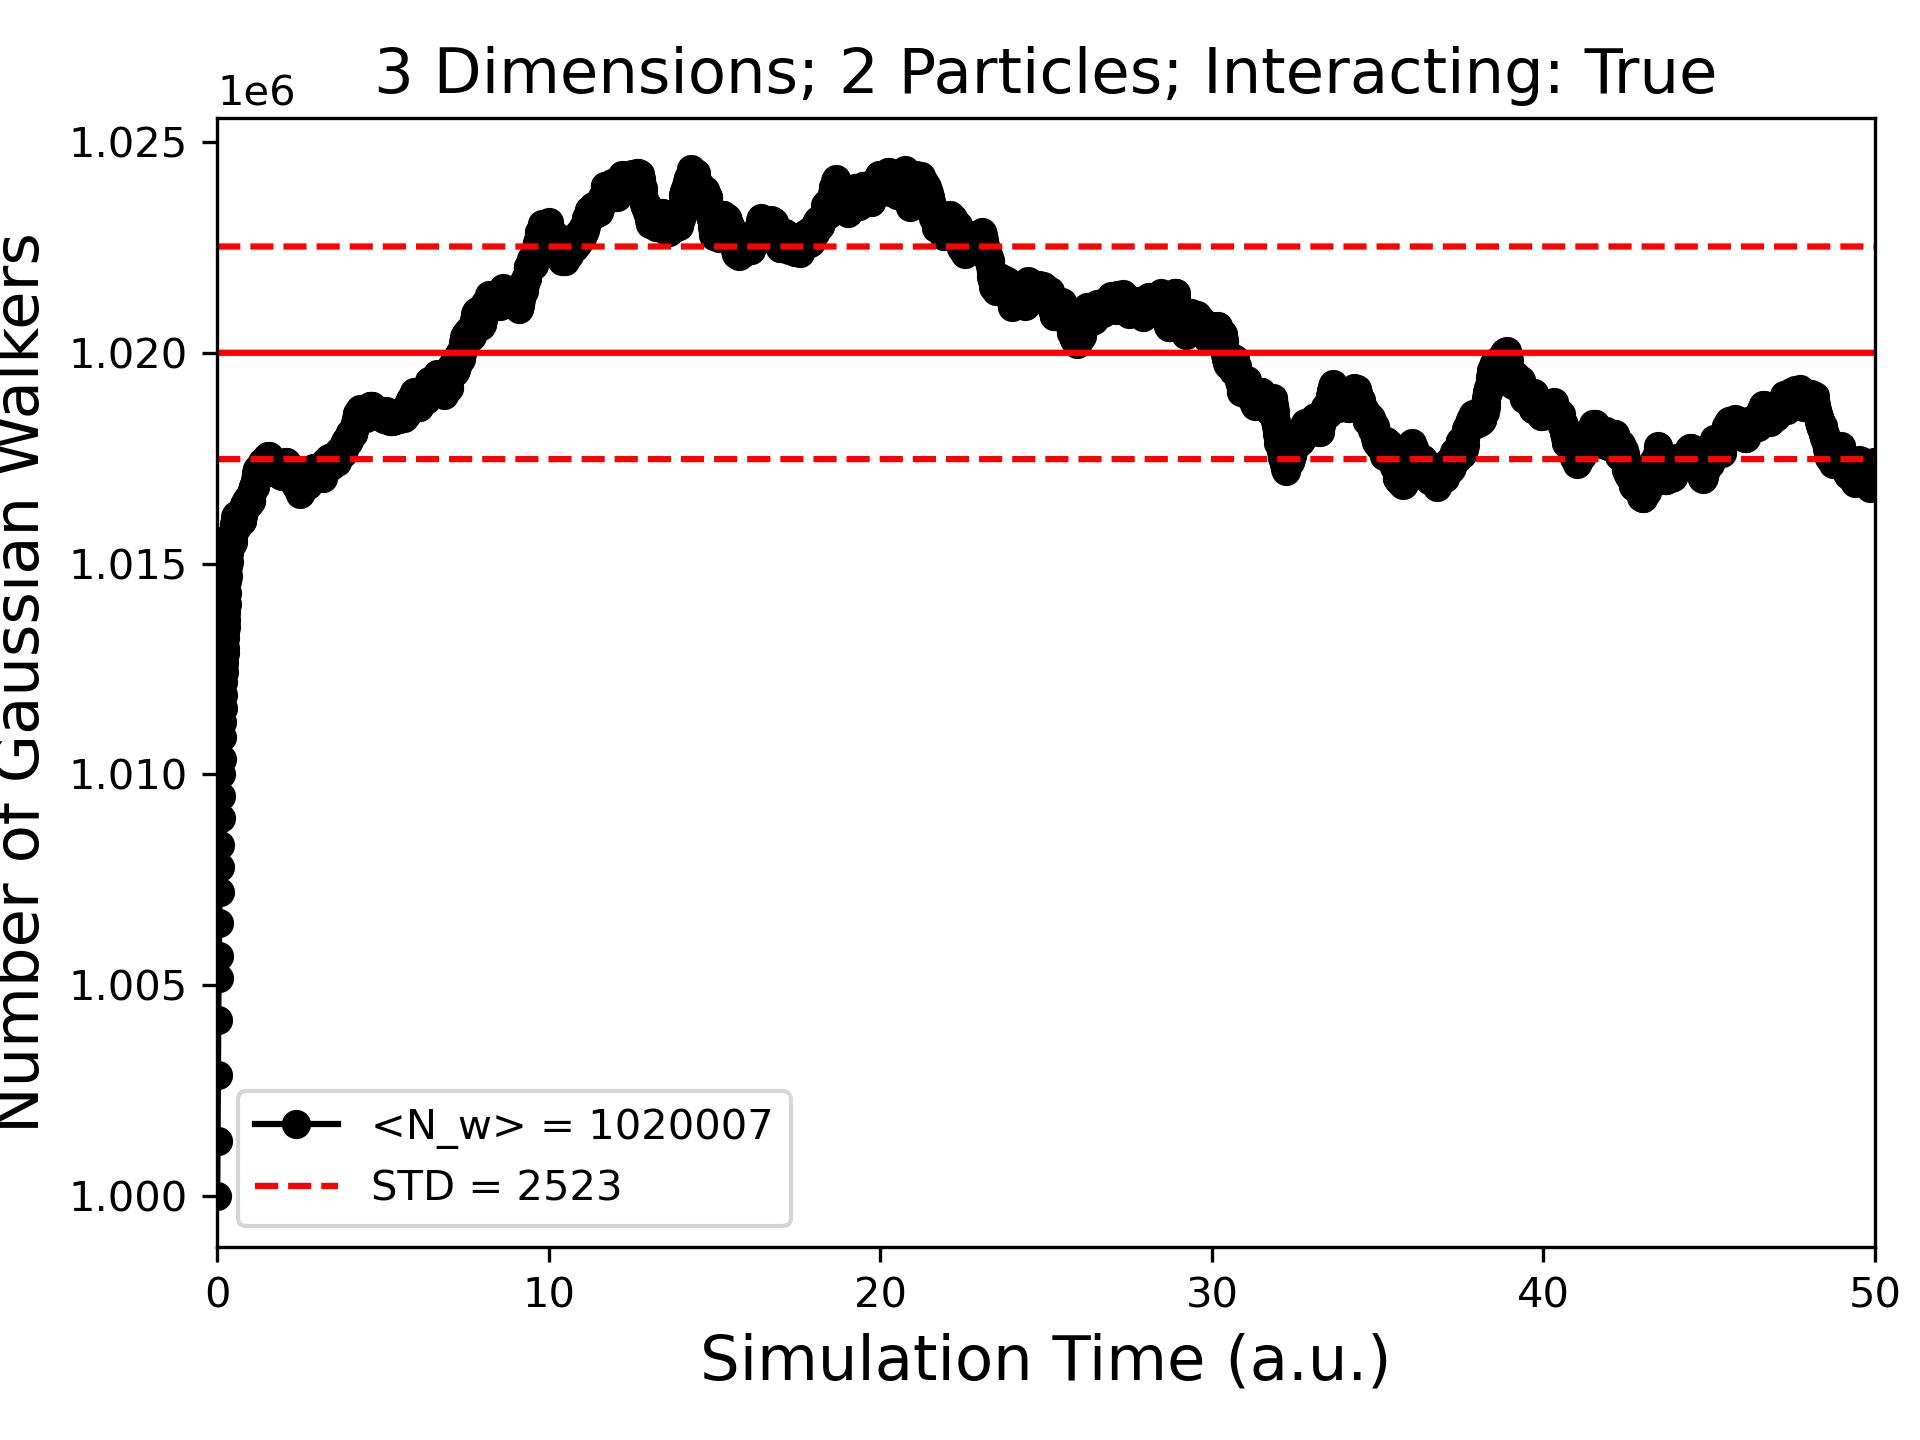 3 Dimensions; 2 Particles; Interacting: True
1e6
1.025
1.020
1.015
1.010
1.005
1.000
Number of Gaussian Walkers
<N_w> = 1020007
STD = 2523
0 10 20 30 40 50
Simulation Time (a.u.)